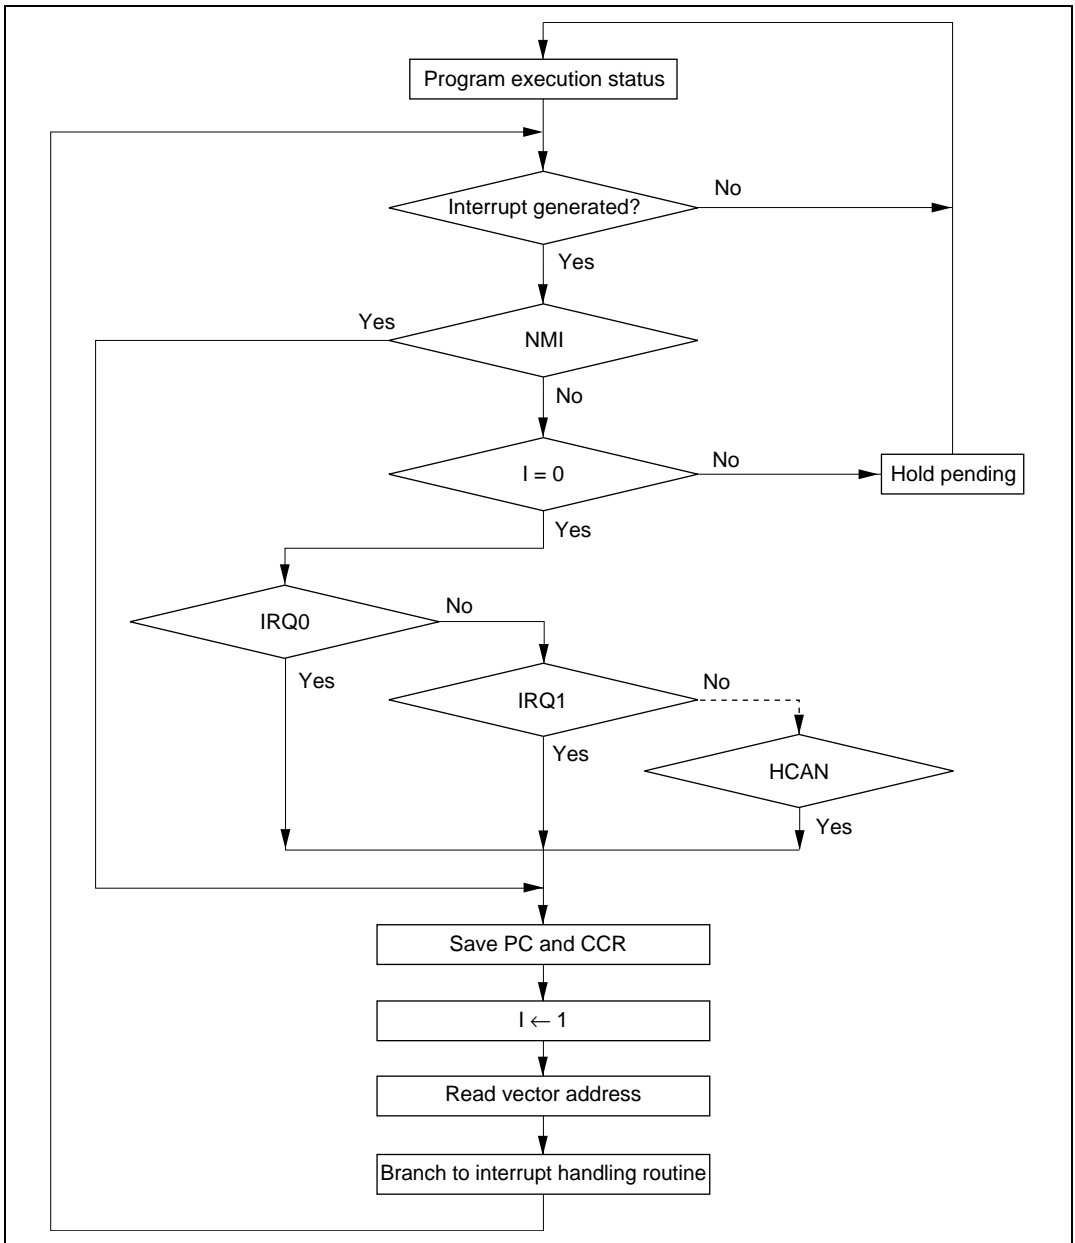 Program execution status
Interrupt generated?
No
Yes
Yes
NMI
No
I = 0
No
Hold pending
Yes
IRQ0
No
Yes
IRQ1
No
Yes
HCAN
Yes
Save PC and CCR
I ← 1
Read vector address
Branch to interrupt handling routine